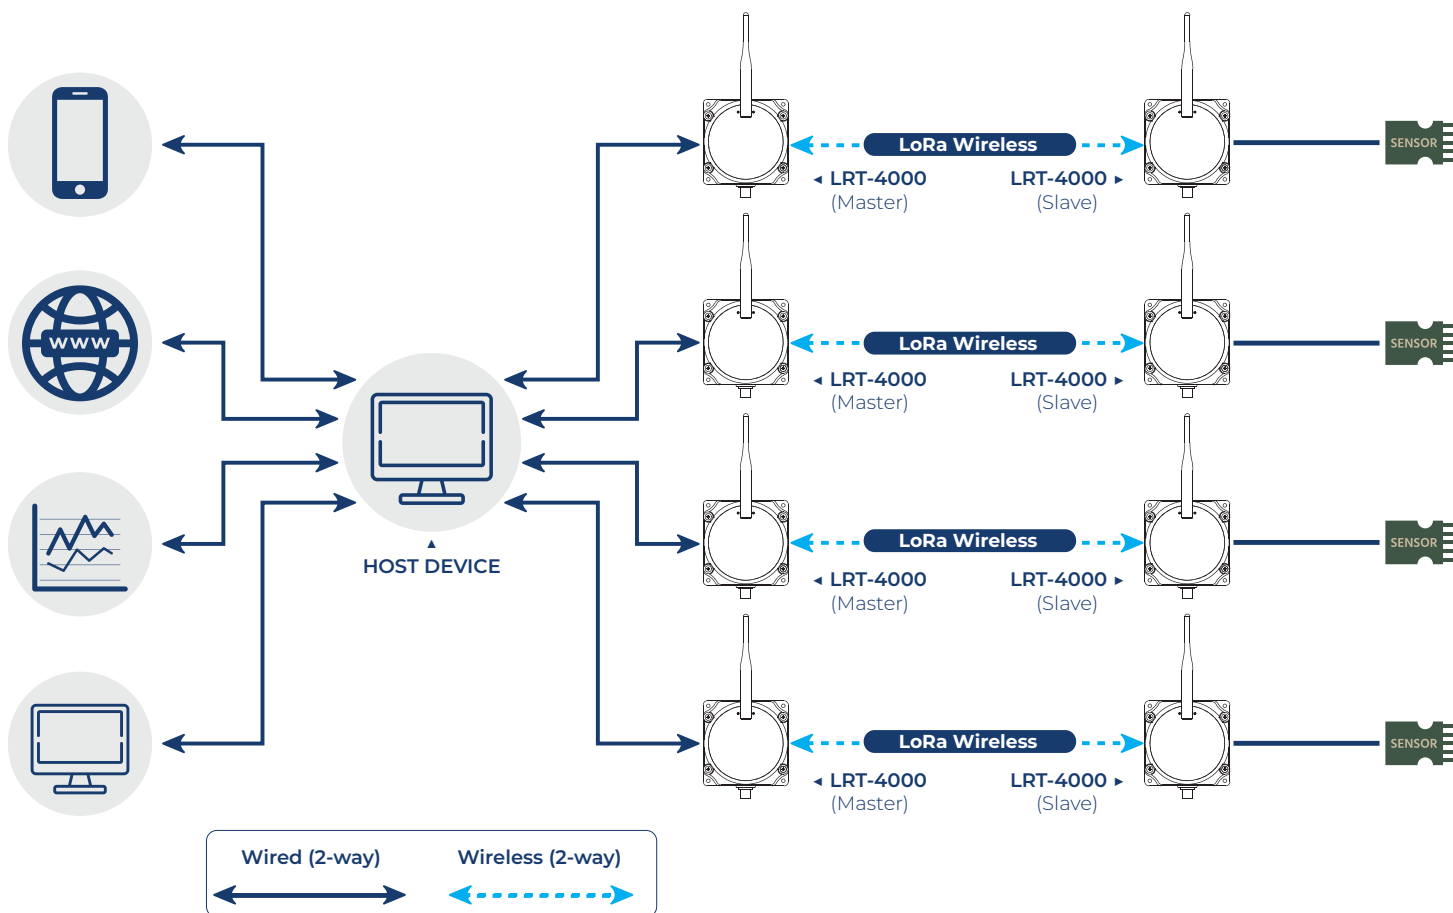 LoRa Wireless
SENSOR
◄ LRT-4000
(Master)
LRT-4000 ►
(Slave)
WWW
LoRa Wireless
SENSOR
◄ LRT-4000
(Master)
LRT-4000 ►
(Slave)
▲
HOST DEVICE
LoRa Wireless
SENSOR
◄ LRT-4000
(Master)
LRT-4000 ►
(Slave)
LoRa Wireless
SENSOR
◄ LRT-4000
(Master)
LRT-4000 ►
(Slave)
Wired (2-way)
Wireless (2-way)